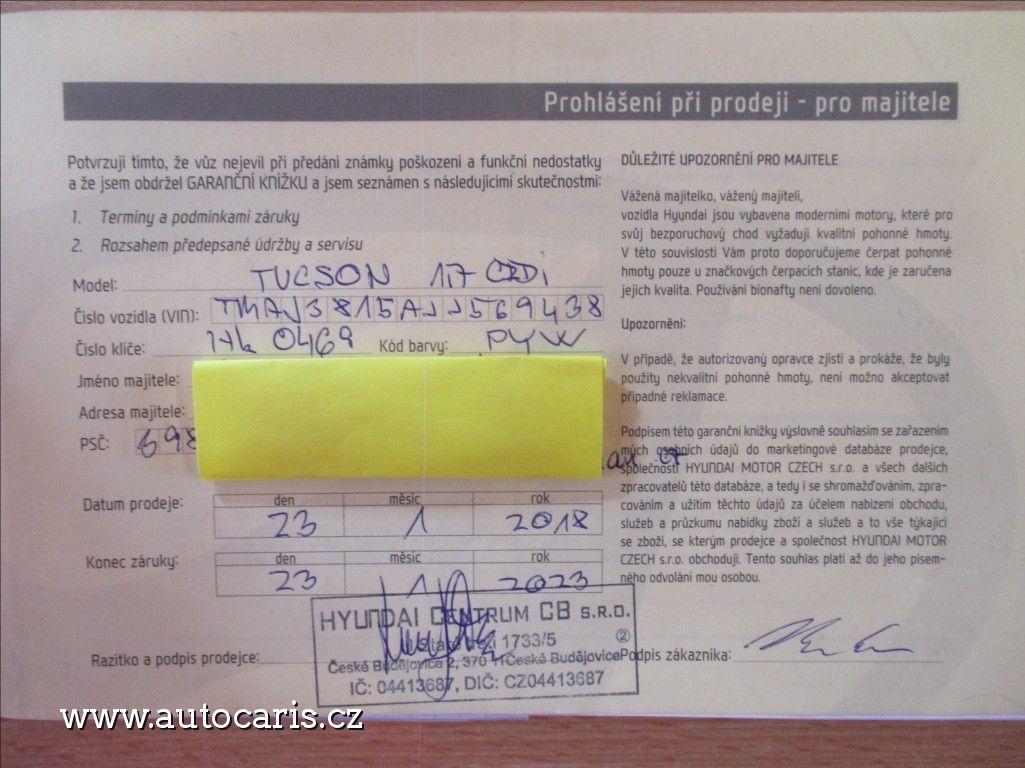 Prohlášení při prodeji - pro majitele
Potvrzuji tímto, že vůz nejevil při předání známky poškození a funkční nedostatky
a že jsem obdržel GARANČNÍ KNÍŽKU a jsem seznámen s následujícími skutečnostmi:
1. Termíny a podmínkami záruky
2. Rozsahem předepsané údržby a servisu
Model: TUCSON 1,7 CRDi
Číslo vozidla (VIN): TMAJ3815AJJ569438
Číslo klíče: 0469 Kód barvy: PYW
Jméno majitele:
Adresa majitele:
PSČ: 698
Datum prodeje: den měsíc rok
23 1 2018
Konec záruky: den měsíc rok
23 1 2023
HYUNDAI CENTRUM CB s.r.o.
1733/5 2
České Budějovice 2, 370 11 České Budějovice
IČ: 04413687, DIČ: CZ04413687
Razítko a podpis prodejce:
DŮLEŽITÉ UPOZORNĚNÍ PRO MAJITELE
Vážená majitelko, vážený majiteli,
vozidla Hyundai jsou vybavena moderními motory, které pro
svůj bezporuchový chod vyžadují kvalitní pohonné hmoty.
V této souvislosti Vám proto doporučujeme čerpat pohonné
hmoty pouze u značkových čerpacích stanic, kde je zaručena
jejich kvalita. Používání bionafty není dovoleno.
Upozornění:
V případě, že autorizovaný opravce zjistí a prokáže, že byly
použity nekvalitní pohonné hmoty, není možno akceptovat
případné reklamace.
Podpisem této garanční knížky výslovně souhlasím se zařazením
mých osobních údajů do marketingové databáze prodejce,
společnosti HYUNDAI MOTOR CZECH s.r.o. a všech dalších
zpracovatelů této databáze, a tedy i se shromažďováním, zpra-
cováním a užitím těchto údajů za účelem nabízení obchodu,
služeb a průzkumu nabídky zboží a služeb a to vše týkající
se zboží, se kterým prodejce a společnost HYUNDAI MOTOR
CZECH s.r.o. obchodují. Tento souhlas platí až do jeho písem-
ného odvolání mou osobou.
Podpis zákazníka:
www.autocaris.cz